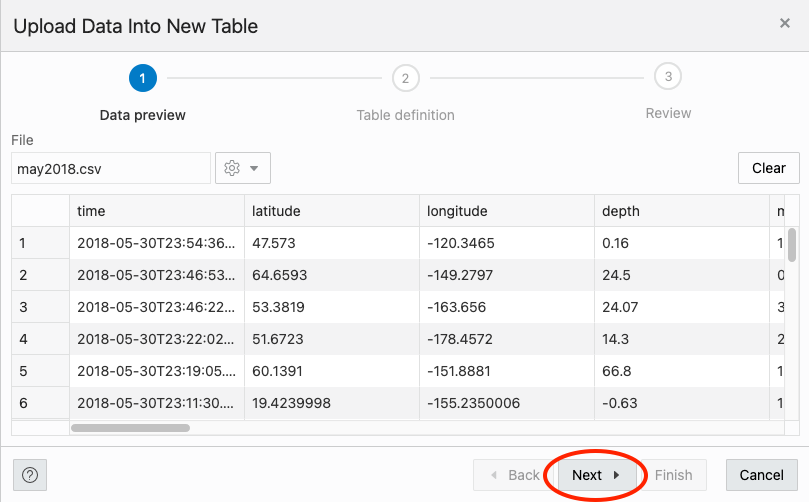 Upload Data Into New Table ×
1 2 3
Data preview Table definition Review
File
may2018.csv Clear
time latitude longitude depth m
1 2018-05-30T23:54:36... 47.573 -120.3465 0.16 1
2 2018-05-30T23:46:53... 64.6593 -149.2797 24.5 0
3 2018-05-30T23:46:22... 53.3819 -163.656 24.07 3
4 2018-05-30T23:22:02... 51.6723 -178.4572 14.3 2
5 2018-05-30T23:19:05.... 60.1391 -151.8881 66.8 1
6 2018-05-30T23:11:30.... 19.4239998 -155.2350006 -0.63 1
? Back Next Finish Cancel